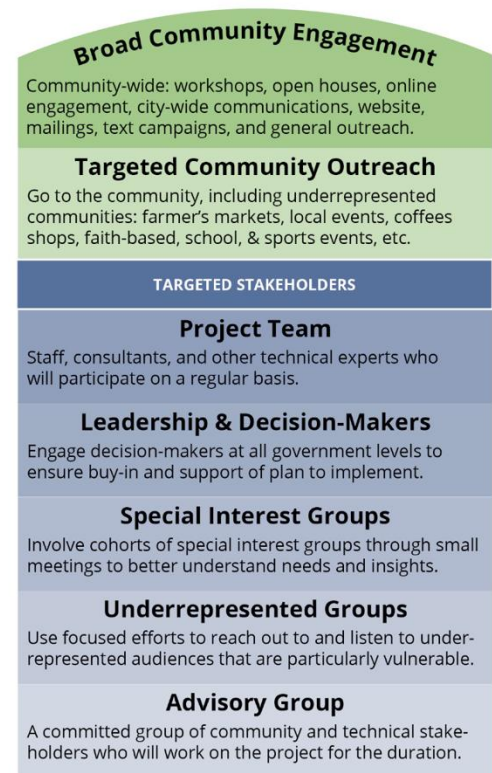 Broad Community Engagement
Community-wide: workshops, open houses, online
engagement, city-wide communications, website,
mailings, text campaigns, and general outreach.
Targeted Community Outreach
Go to the community, including underrepresented
communities: farmer’s markets, local events, coffees
shops, faith-based, school, & sports events, etc.
TARGETED STAKEHOLDERS
Project Team
Staff, consultants, and other technical experts who
will participate on a regular basis.
Leadership & Decision-Makers
Engage decision-makers at all government levels to
ensure buy-in and support of plan to implement.
Special Interest Groups
Involve cohorts of special interest groups through small
meetings to better understand needs and insights.
Underrepresented Groups
Use focused efforts to reach out to and listen to under-
represented audiences that are particularly vulnerable.
Advisory Group
A committed group of community and technical stake-
holders who will work on the project for the duration.